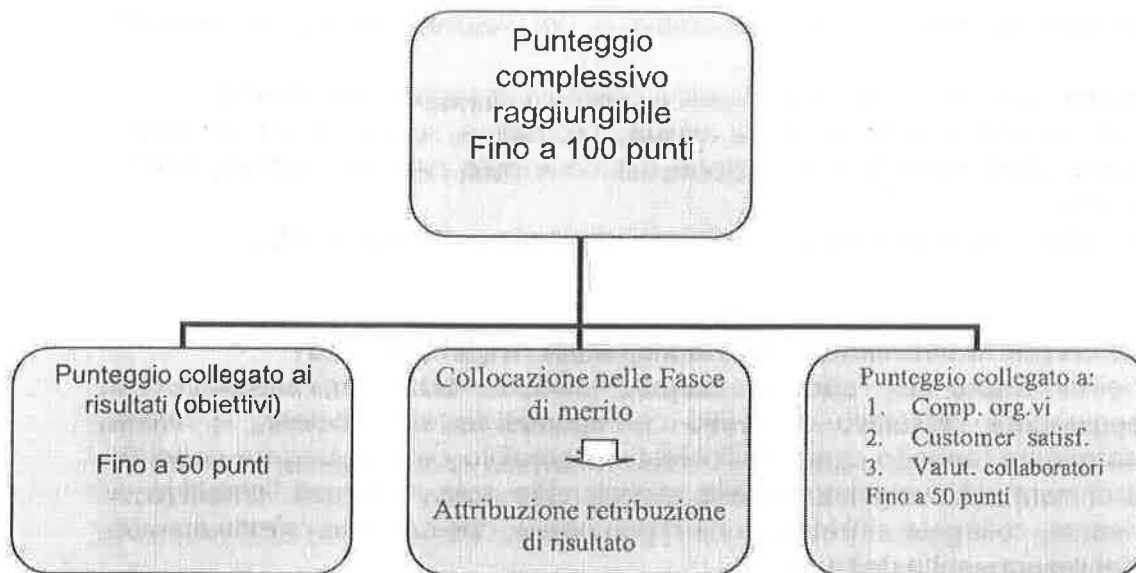 Punteggio
complessivo
raggiungibile
Fino a 100 punti
Punteggio collegato ai
risultati (obiettivi)
Fino a 50 punti
Collocazione nelle Fasce
di merito
Attribuzione retribuzione
di risultato
Punteggio collegato a:
1. Comp. org.vi
2. Customer satisf.
3. Valut. collaboratori
Fino a 50 punti